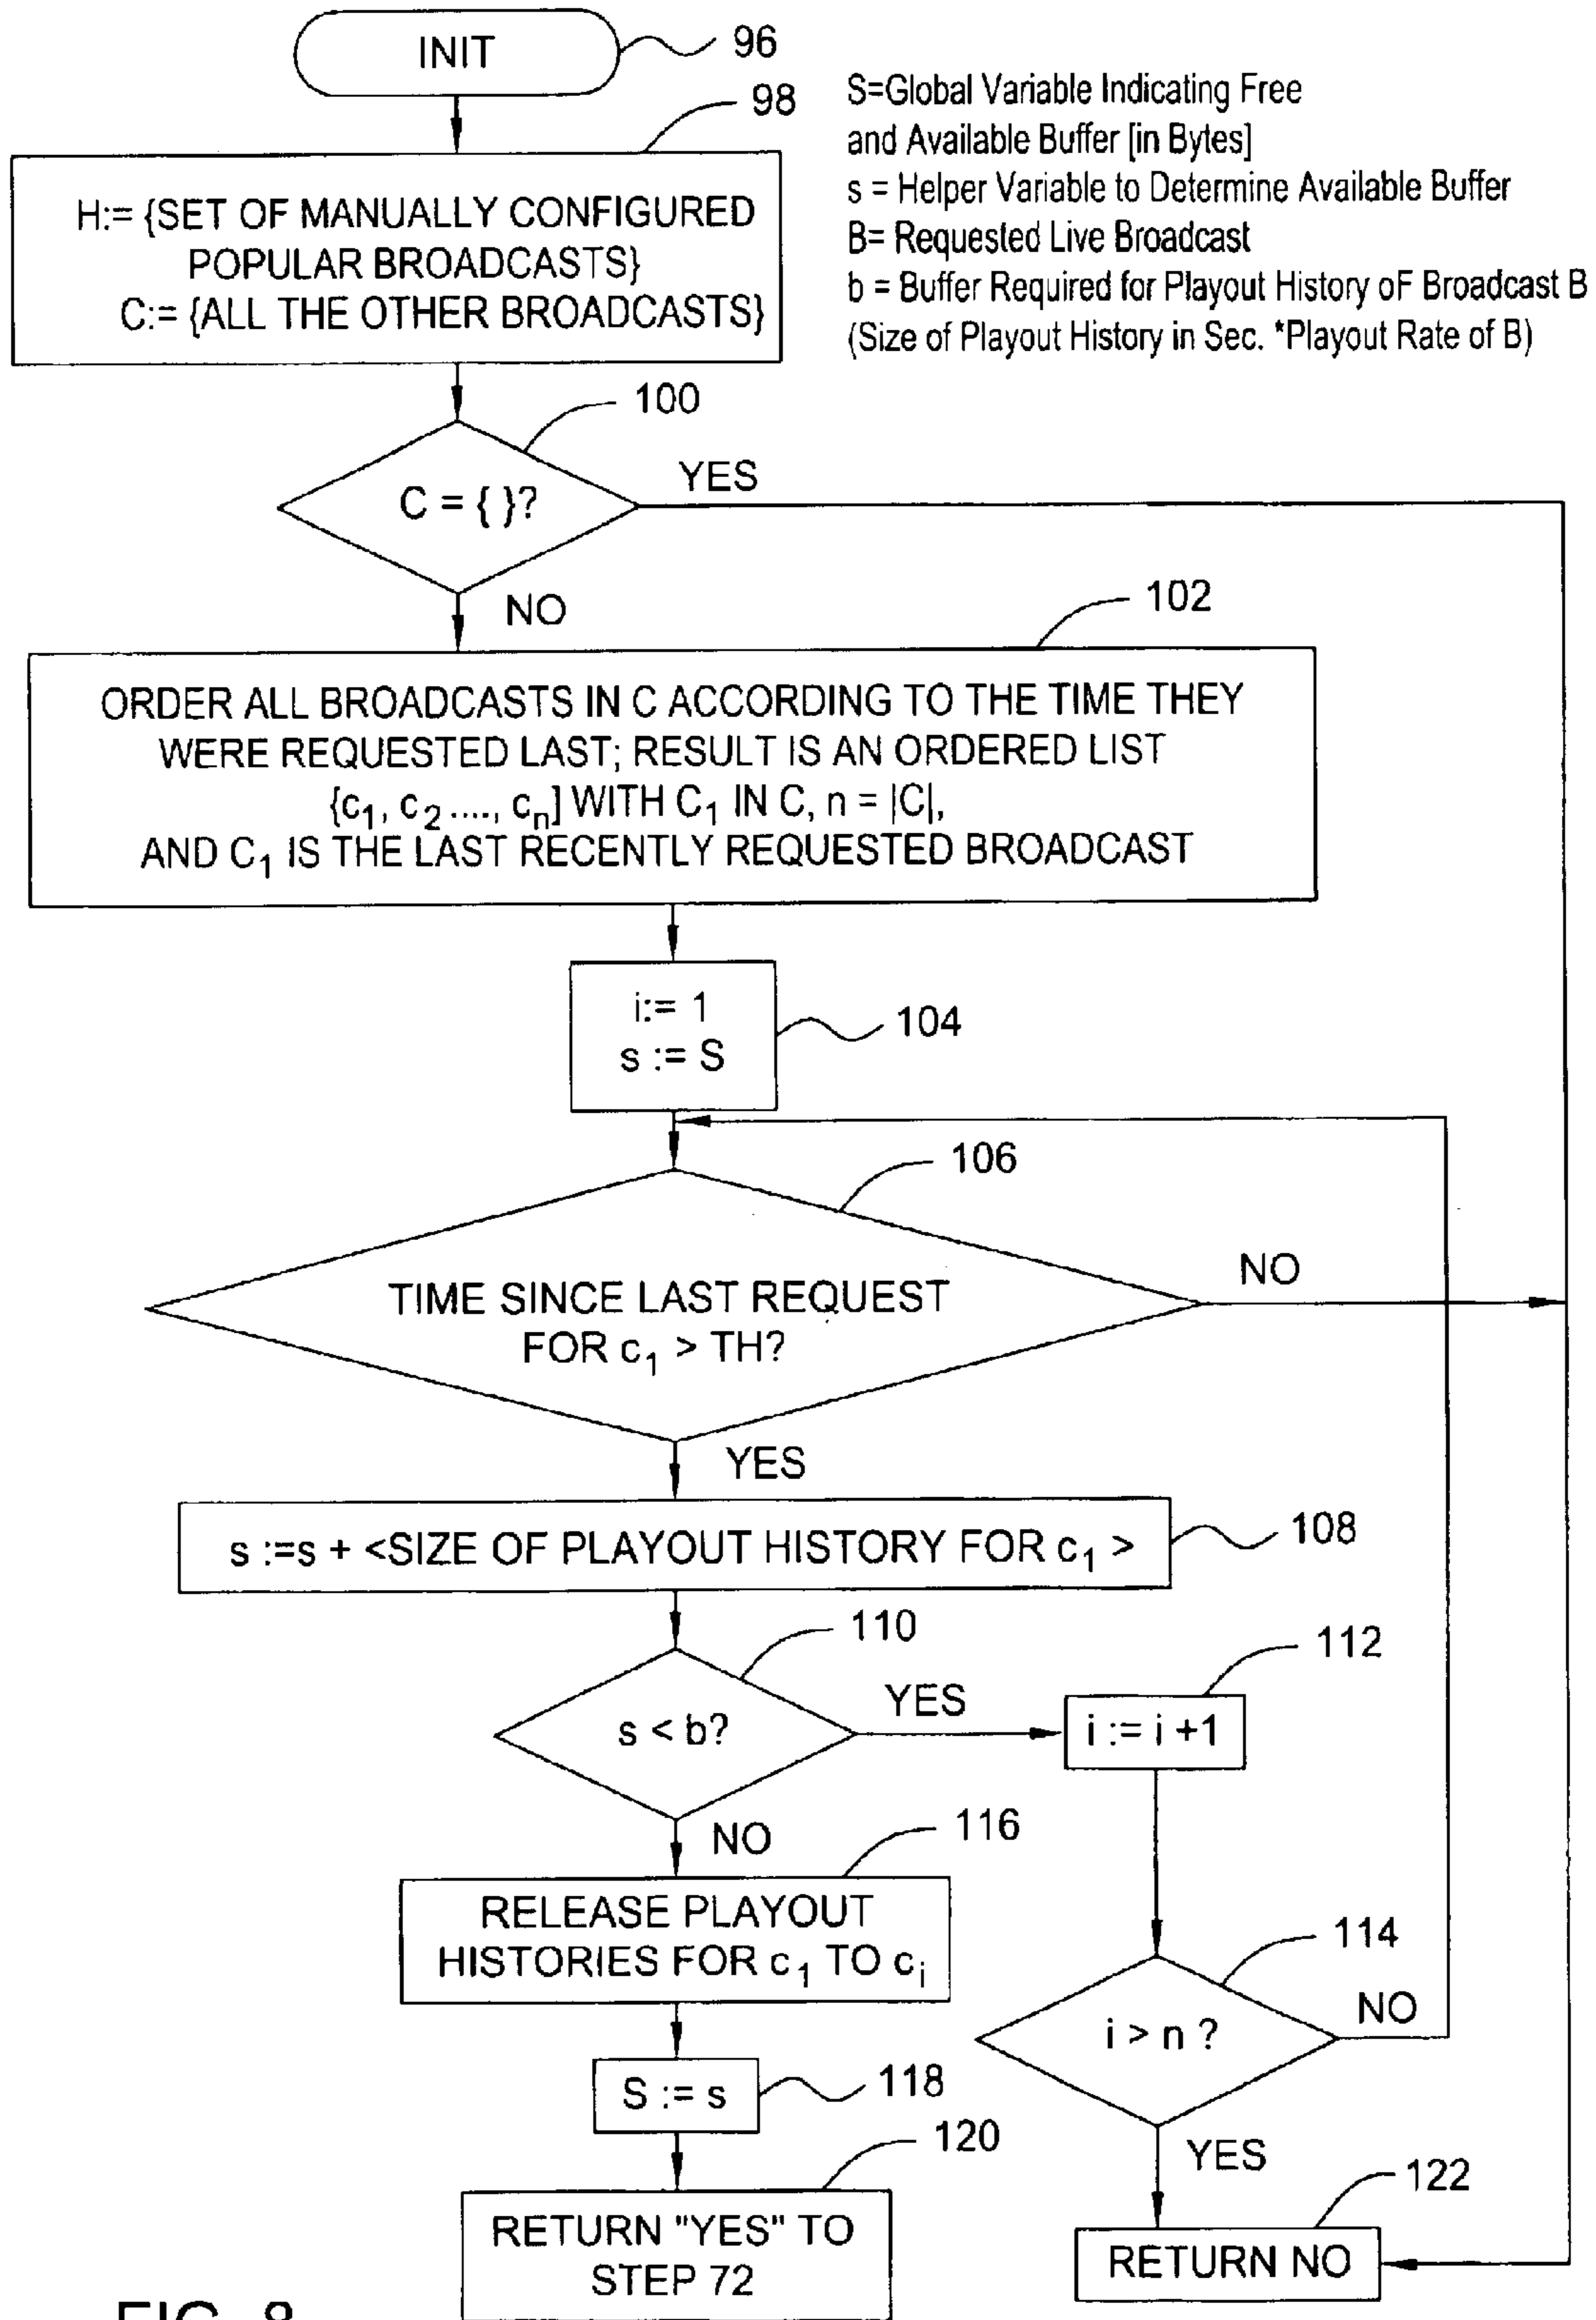 INIT
96
S=Global Variable Indicating Free
and Available Buffer [in Bytes]
s = Helper Variable to Determine Available Buffer
B= Requested Live Broadcast
b = Buffer Required for Playout History oF Broadcast B
(Size of Playout History in Sec. *Playout Rate of B)
98
H:= {SET OF MANUALLY CONFIGURED
POPULAR BROADCASTS}
C:= {ALL THE OTHER BROADCASTS}
100
C = { }?
YES
NO
102
ORDER ALL BROADCASTS IN C ACCORDING TO THE TIME THEY
WERE REQUESTED LAST; RESULT IS AN ORDERED LIST
{c1, c2 ...., cn] WITH C1 IN C, n = |C|,
AND C1 IS THE LAST RECENTLY REQUESTED BROADCAST
i:= 1
s := S
104
106
TIME SINCE LAST REQUEST
FOR c1 > TH?
NO
YES
s :=s + <SIZE OF PLAYOUT HISTORY FOR c1 >
108
110
s < b?
YES
112
i := i +1
NO
116
RELEASE PLAYOUT
HISTORIES FOR c1 TO ci
114
i > n ?
NO
S := s
118
YES
120
RETURN "YES" TO
STEP 72
122
RETURN NO
FIG. 8